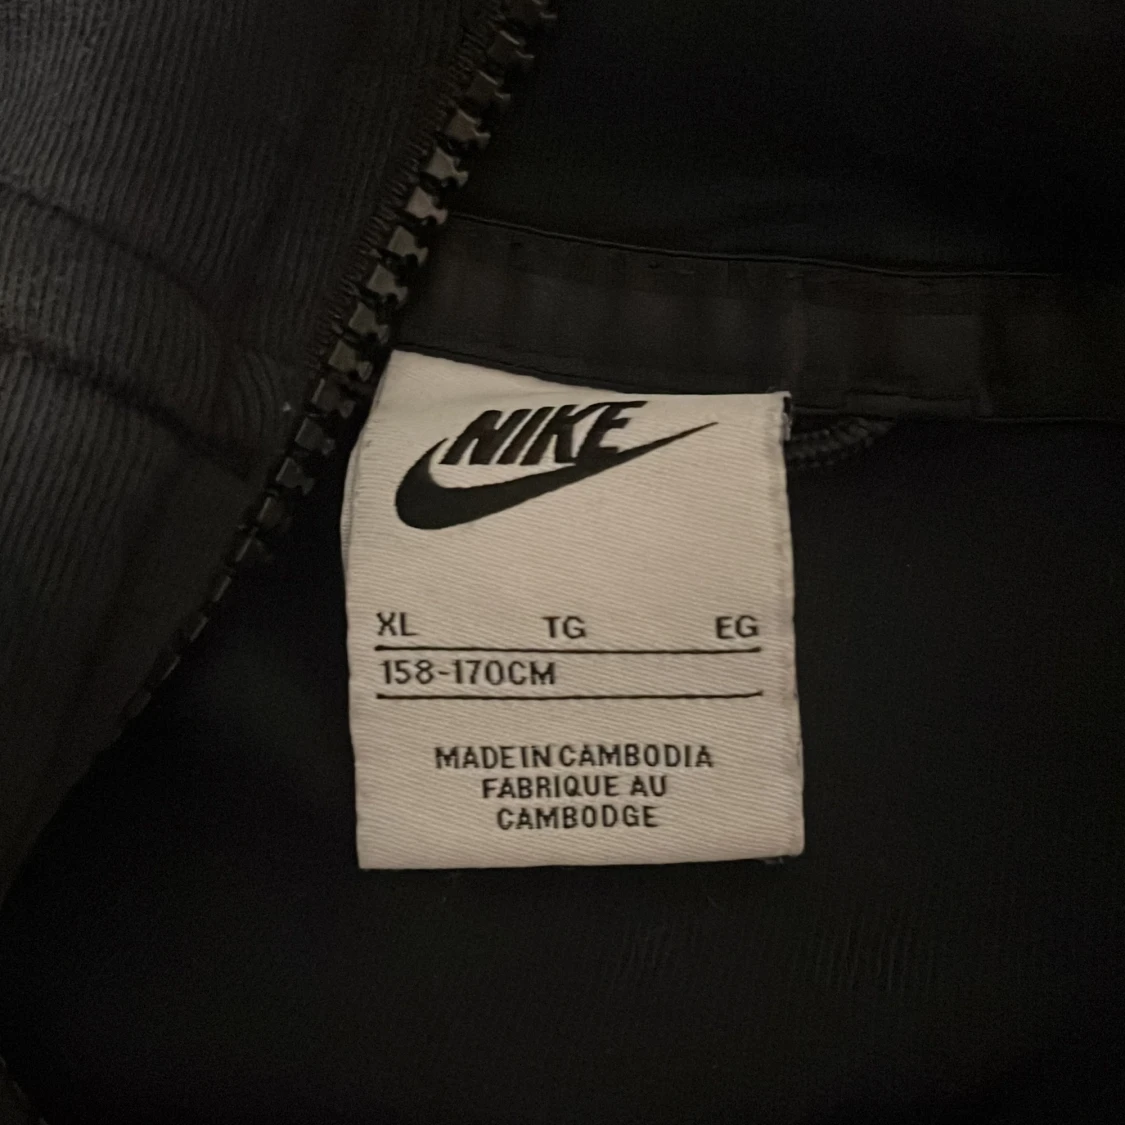 NIKE
XL TG EG
158-170CM
MADE IN CAMBODIA
FABRIQUE AU
CAMBODGE